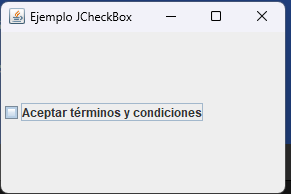 Ejemplo JCheckBox
Aceptar términos y condiciones